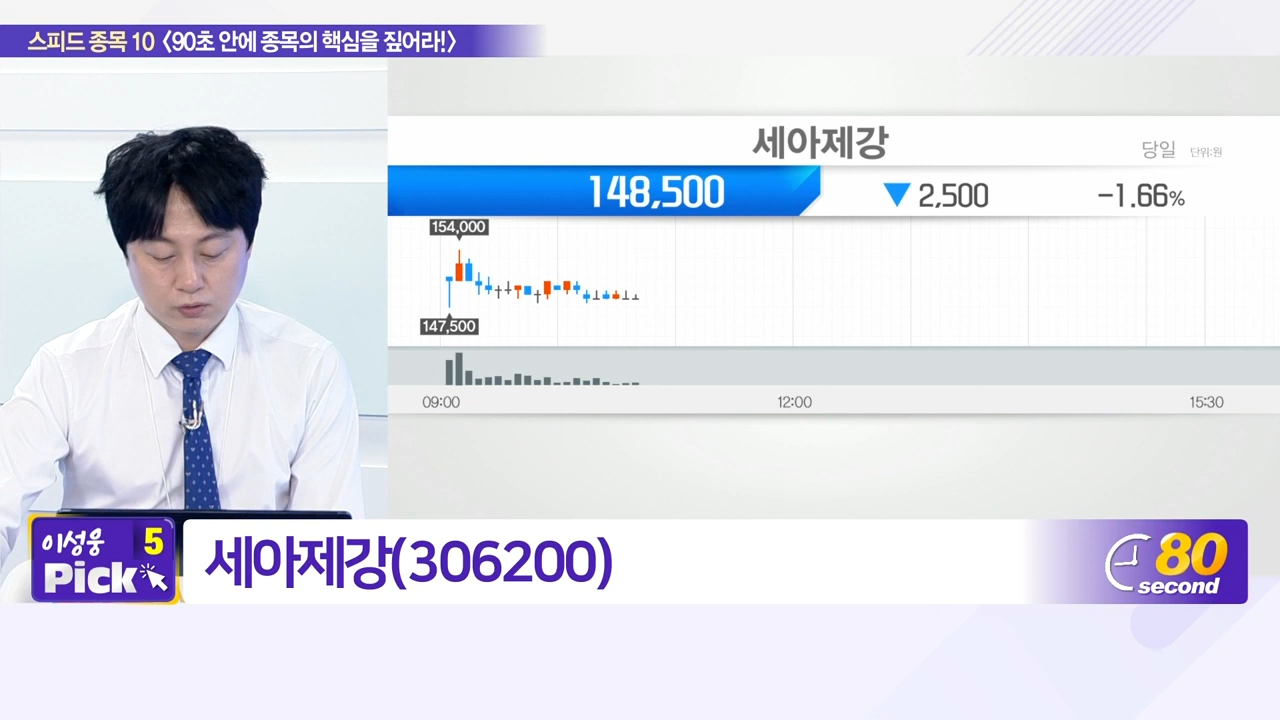 스피드 종목 10 <90초 안에 종목의 핵심을 짚어라!>
세아제강
당일 단위:원
148,500 ▼ 2,500 -1.66%
154,000
147,500
09:00 12:00 15:30
이성웅 5
Pick
세아제강(306200)
80
second